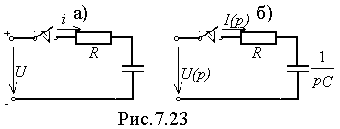 а) б)
i I(p)
+
R R
U U(p) 1/pC
-
Рис.7.23